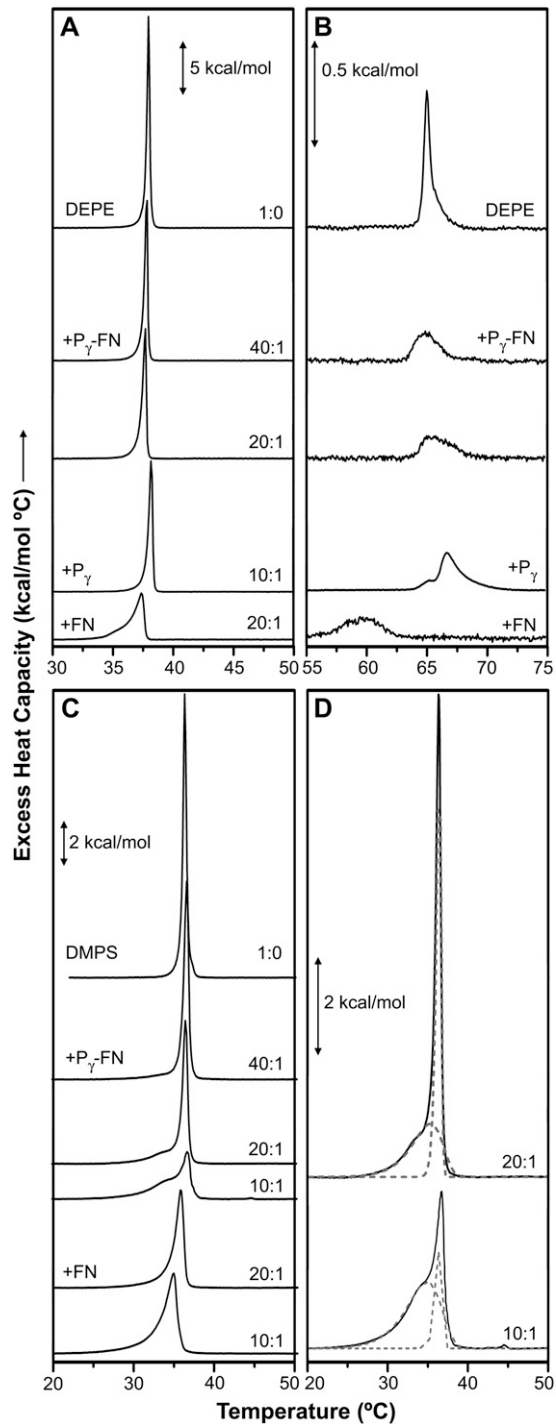 A
5 kcal/mol
DEPE
1:0
+Pγ-FN
40:1
20:1
+Pγ
10:1
+FN
20:1
30 35 40 45 50
B
0.5 kcal/mol
DEPE
+Pγ-FN
+Pγ
+FN
55 60 65 70 75
Excess Heat Capacity (kcal/mol ºC)
C
2 kcal/mol
DMPS
1:0
+Pγ-FN
40:1
20:1
10:1
+FN
20:1
10:1
20 30 40 50
D
2 kcal/mol
20:1
10:1
20 30 40 50
Temperature (ºC)